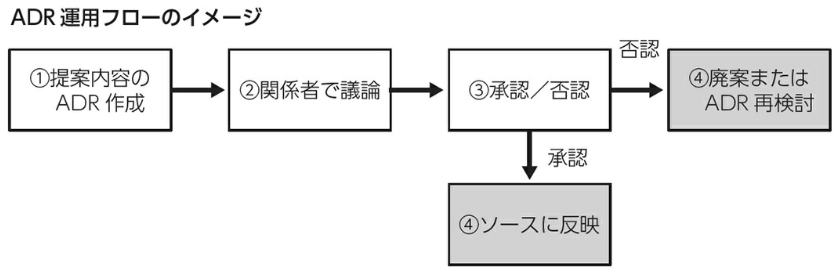 ADR 運用フローのイメージ
①提案内容の
ADR 作成
②関係者で議論
③承認／否認
否認
④廃案または
ADR 再検討
承認
④ソースに反映